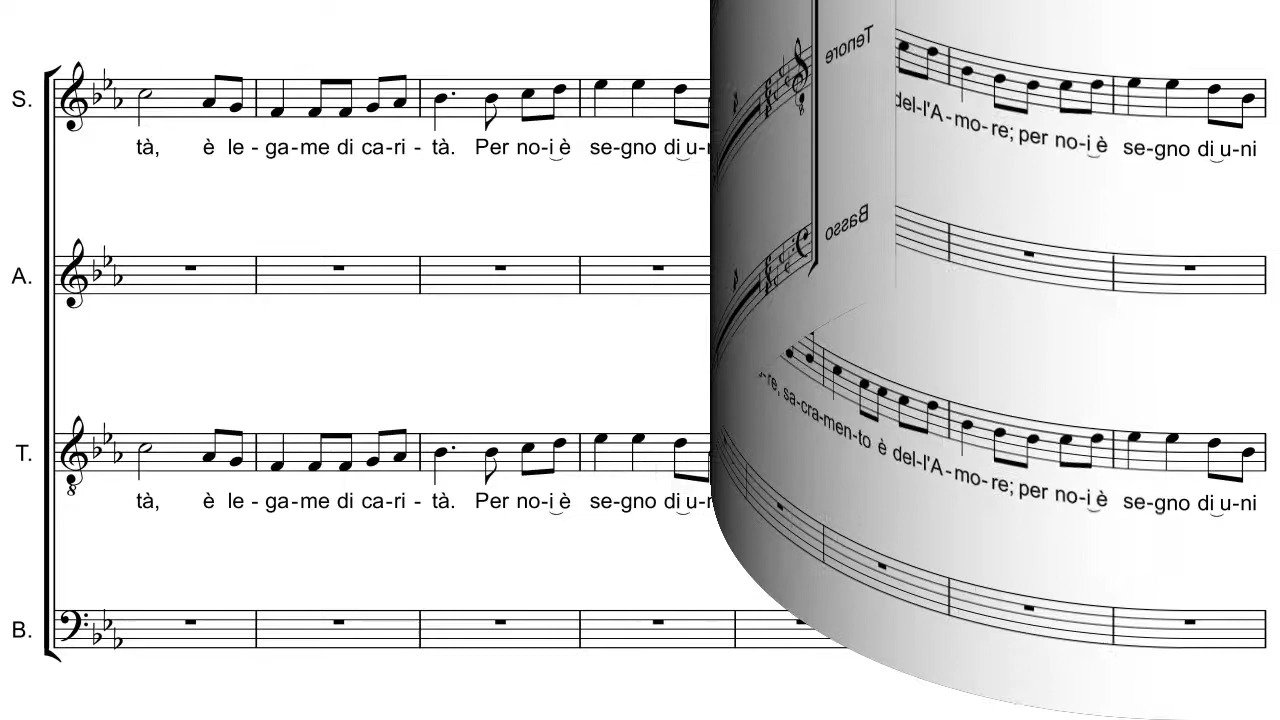 S.
tà, è le - ga - me di ca - ri - tà. Per no-i è se-gno di u-
A.
T.
tà, è le - ga - me di ca - ri - tà. Per no-i è se-gno di u-
B.
Tenore
Basso
del-l'A - mo - re; per no-i è se-gno di u-ni
re, sa-cra-men-to è del-l'A - mo - re; per no-i è se-gno di u-ni